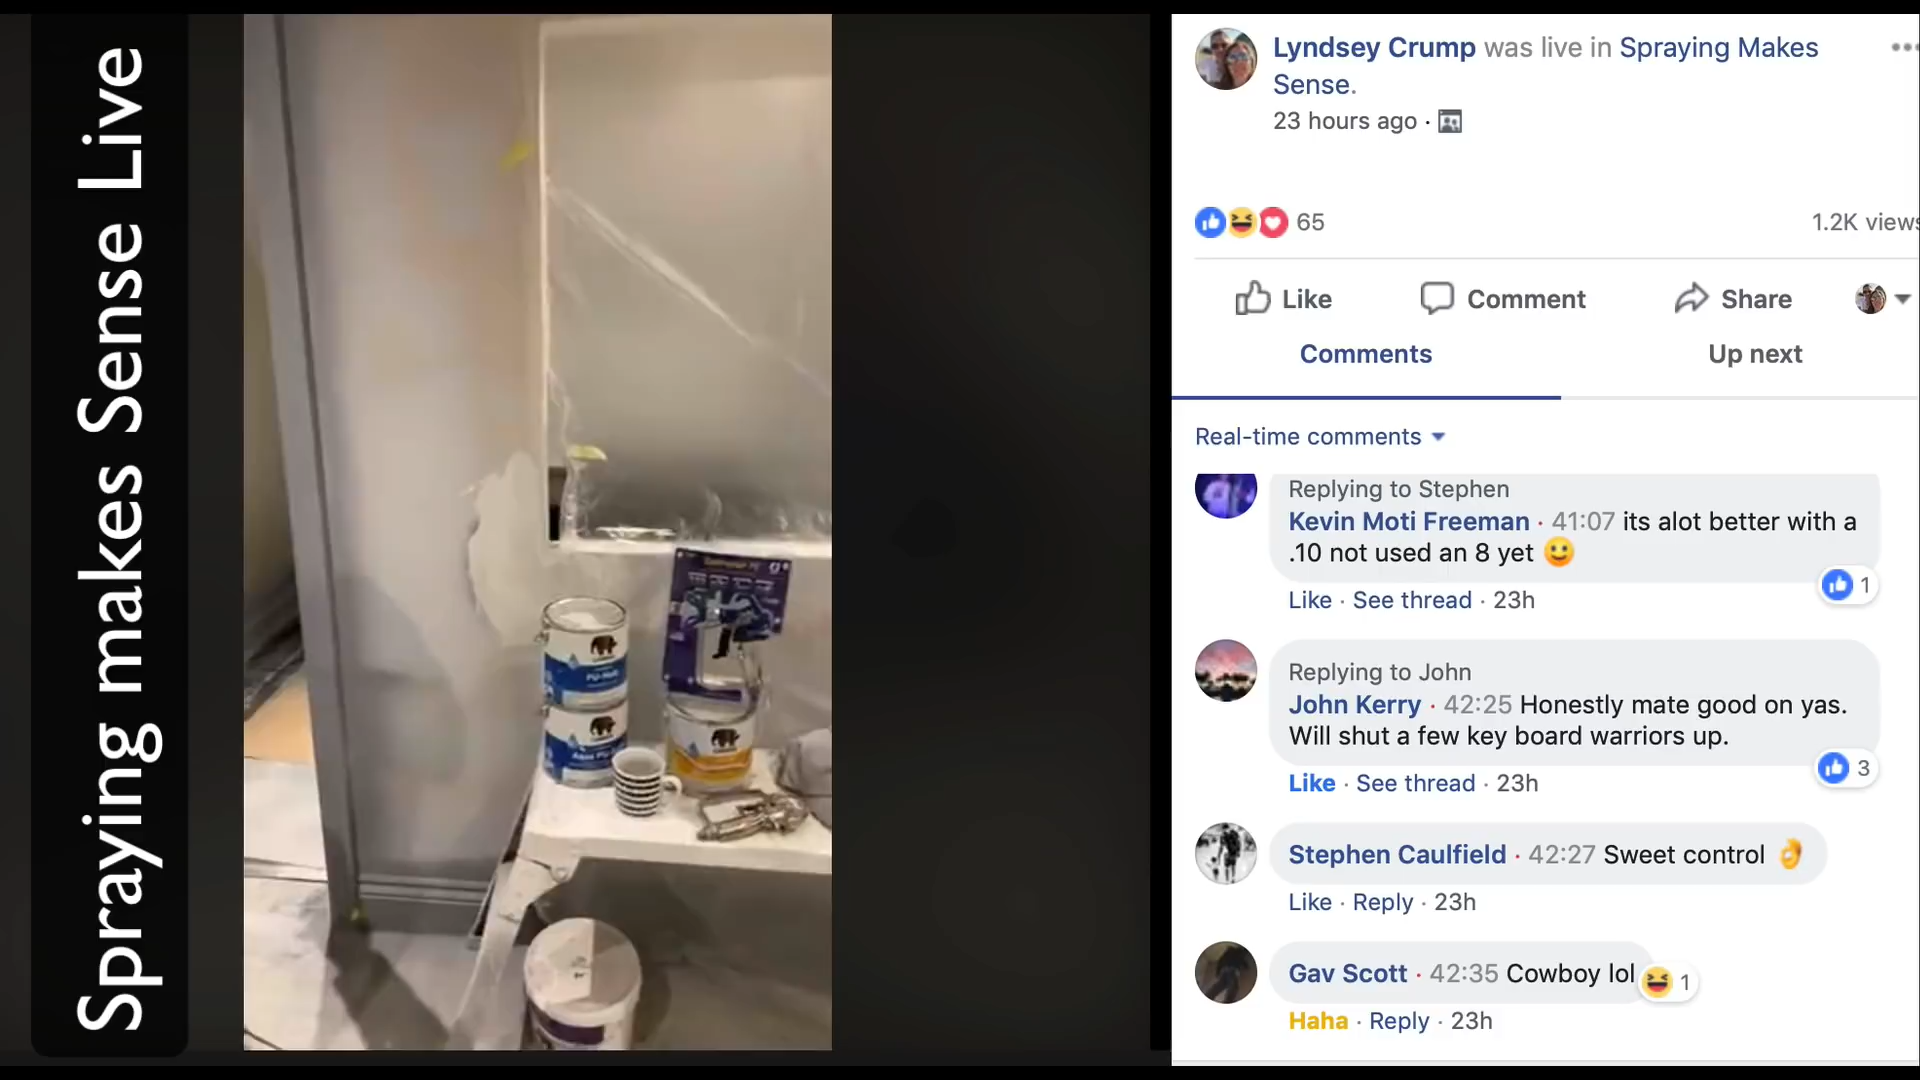 Spraying makes Sense Live
Lyndsey Crump was live in Spraying Makes
Sense.
23 hours ago ·
65
1.2K views
Like
Comment
Share
Comments
Up next
Real-time comments
Replying to Stephen
Kevin Moti Freeman · 41:07 its alot better with a
.10 not used an 8 yet 🙂
1
Like · See thread · 23h
Replying to John
John Kerry · 42:25 Honestly mate good on yas.
Will shut a few key board warriors up.
3
Like · See thread · 23h
Stephen Caulfield · 42:27 Sweet control 👌
Like · Reply · 23h
Gav Scott · 42:35 Cowboy lol
1
Haha · Reply · 23h